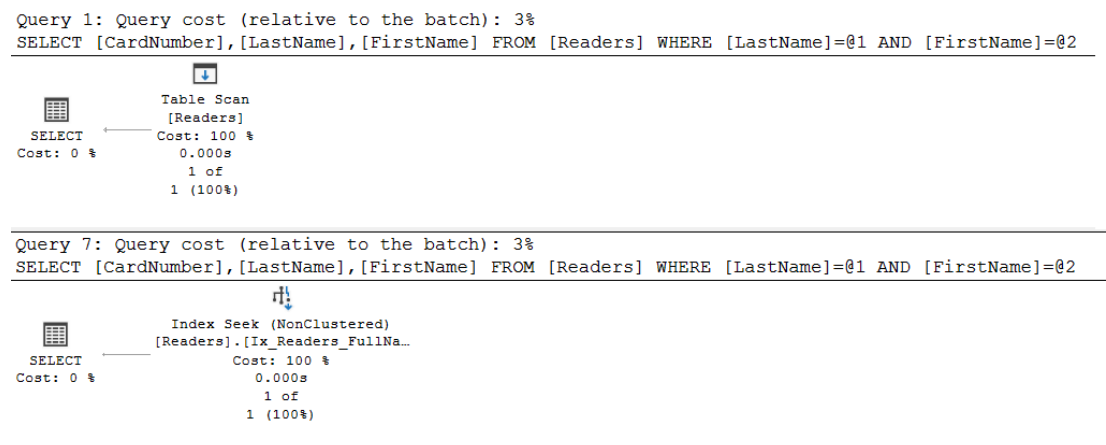 Query 1: Query cost (relative to the batch): 3%
SELECT [CardNumber],[LastName],[FirstName] FROM [Readers] WHERE [LastName]=@1 AND [FirstName]=@2
Table Scan
[Readers]
SELECT
Cost: 100 %
Cost: 0 %
0.000s
1 of
1 (100%)
Query 7: Query cost (relative to the batch): 3%
SELECT [CardNumber],[LastName],[FirstName] FROM [Readers] WHERE [LastName]=@1 AND [FirstName]=@2
Index Seek (NonClustered)
[Readers].[Ix_Readers_FullNa…
SELECT
Cost: 100 %
Cost: 0 %
0.000s
1 of
1 (100%)